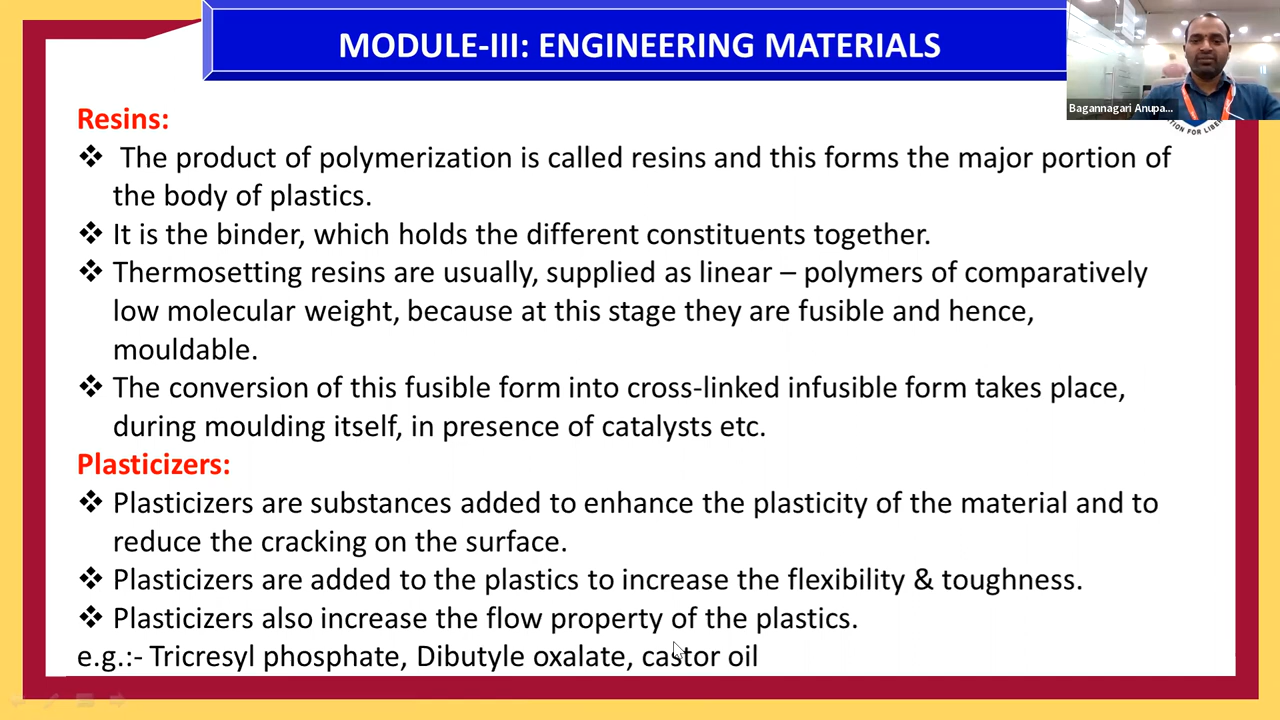 MODULE-III: ENGINEERING MATERIALS
Bagannagari Anupa...
TION FOR LIBE
Resins:
❖ The product of polymerization is called resins and this forms the major portion of
the body of plastics.
❖ It is the binder, which holds the different constituents together.
❖ Thermosetting resins are usually, supplied as linear – polymers of comparatively
low molecular weight, because at this stage they are fusible and hence,
mouldable.
❖ The conversion of this fusible form into cross-linked infusible form takes place,
during moulding itself, in presence of catalysts etc.
Plasticizers:
❖ Plasticizers are substances added to enhance the plasticity of the material and to
reduce the cracking on the surface.
❖ Plasticizers are added to the plastics to increase the flexibility & toughness.
❖ Plasticizers also increase the flow property of the plastics.
e.g.:- Tricresyl phosphate, Dibutyle oxalate, castor oil